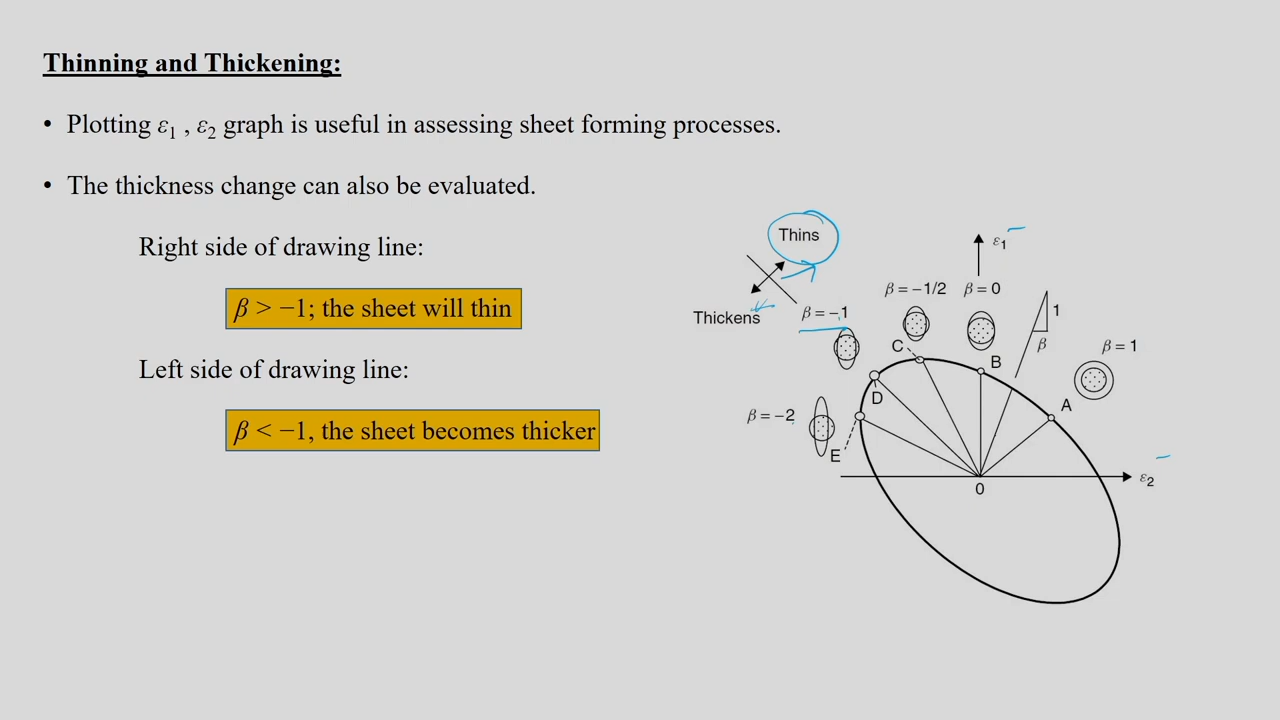 Thinning and Thickening:
• Plotting ε₁ , ε₂ graph is useful in assessing sheet forming processes.
• The thickness change can also be evaluated.
Right side of drawing line:
β > −1; the sheet will thin
Left side of drawing line:
β < −1, the sheet becomes thicker
Thins
Thickens
ε₁
β = −1/2
β = 0
β = −1
1
β
β = 1
C
B
D
A
β = −2
E
0
ε₂